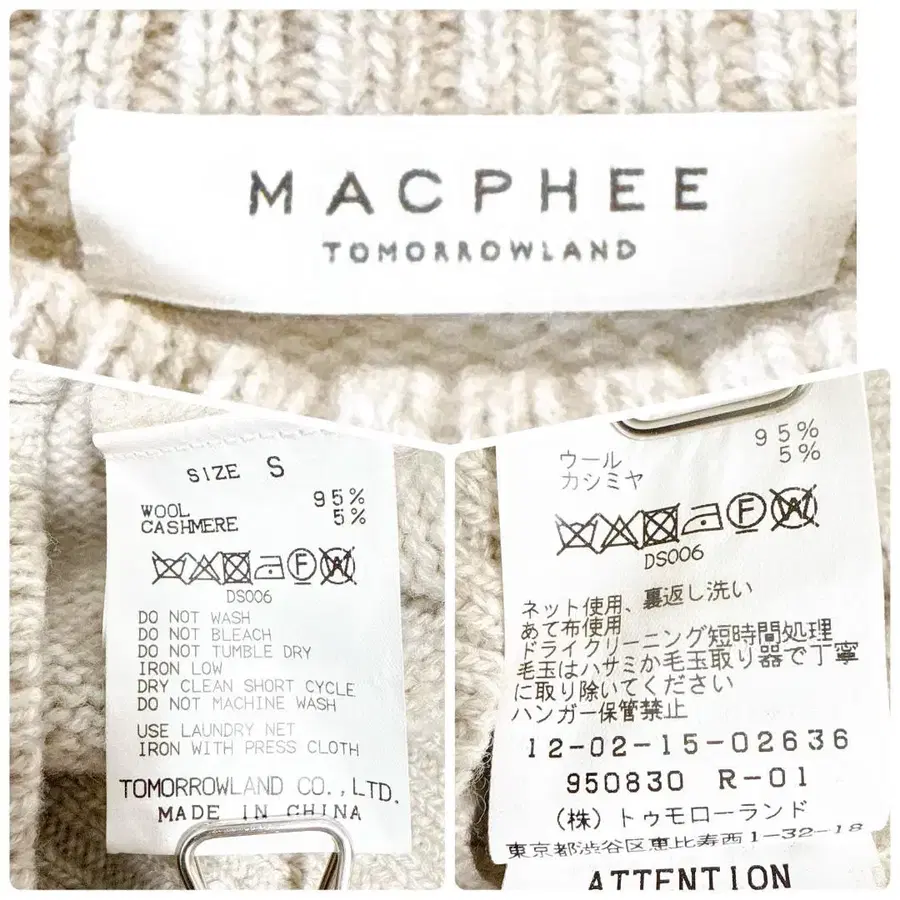 MACPHEE
TOMORROWLAND
SIZE S
WOOL 95%
CASHMERE 5%
F W
DS006
DO NOT WASH
DO NOT BLEACH
DO NOT TUMBLE DRY
IRON LOW
DRY CLEAN SHORT CYCLE
DO NOT MACHINE WASH
USE LAUNDRY NET
IRON WITH PRESS CLOTH
TOMORROWLAND CO.,LTD.
MADE IN CHINA
ウール 95%
カシミヤ 5%
F W
DS006
ネット使用、裏返し洗い
あて布使用
ドライクリーニング短時間処理
毛玉はハサミか毛玉取り器で丁寧
に取り除いてください
ハンガー保管禁止
12-02-15-02636
950830 R-01
(株)トゥモローランド
東京都渋谷区恵比寿西1-32-18
ATTENTION